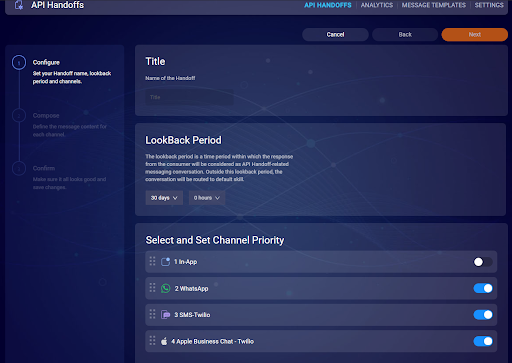 API Handoffs
API HANDOFFS | ANALYTICS | MESSAGE TEMPLATES | SETTINGS
Cancel
Back
Next
1
Configure
Set your Handoff name, lookback
period and channels.
Compose
Define the message content for
each channel.
Confirm
Make sure it all looks good and
save changes.
Title
Name of the Handoff
Title
LookBack Period
The lookback period is a time period within which the response
from the consumer will be considered as API Handoff-related
messaging conversation. Outside this lookback period, the
conversation will be routed to default skill.
30 days
0 hours
Select and Set Channel Priority
1 In-App
2 WhatsApp
3 SMS-Twilio
4 Apple Business Chat - Twilio